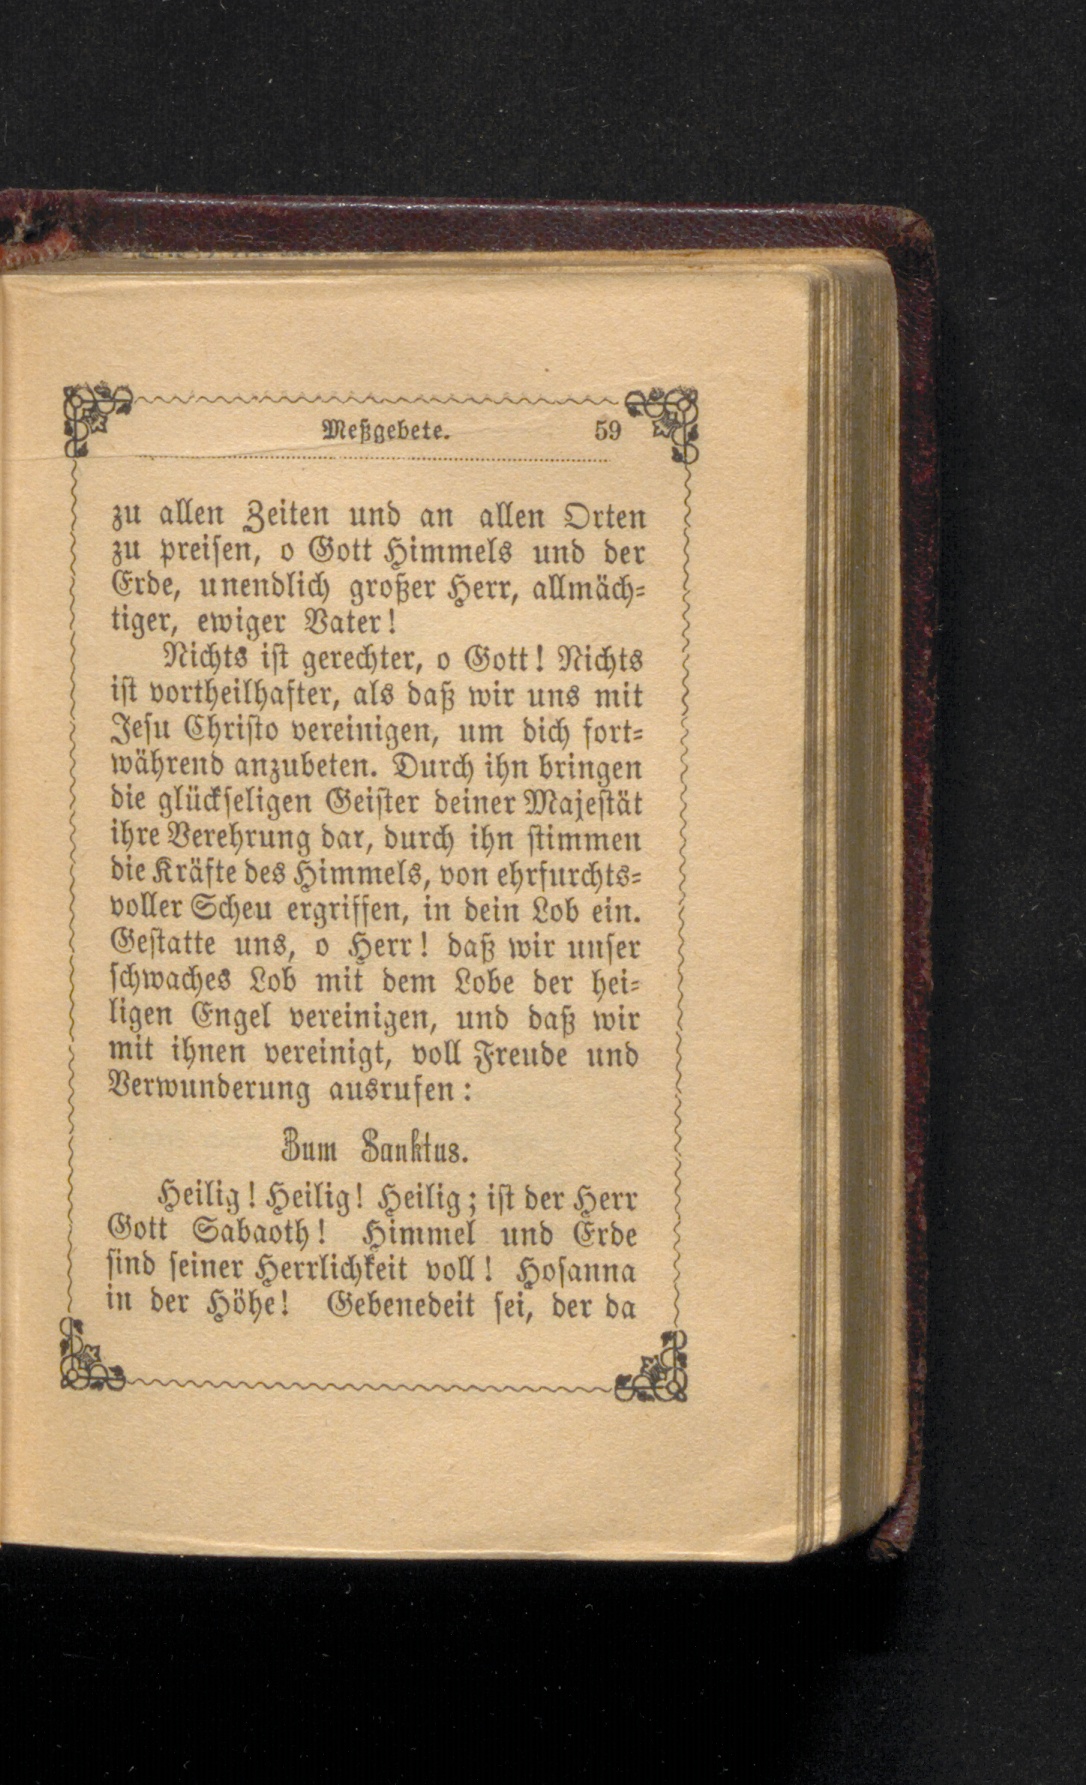 Meßgebete. 59
zu allen Zeiten und an allen Orten
zu preisen, o Gott Himmels und der
Erde, unendlich großer Herr, allmäch-
tiger, ewiger Vater!
Nichts ist gerechter, o Gott! Nichts
ist vortheilhafter, als daß wir uns mit
Jesu Christo vereinigen, um dich fort-
während anzubeten. Durch ihn bringen
die glückseligen Geister deiner Majestät
ihre Verehrung dar, durch ihn stimmen
die Kräfte des Himmels, von ehrfurchts-
voller Scheu ergriffen, in dein Lob ein.
Gestatte uns, o Herr! daß wir unser
schwaches Lob mit dem Lobe der hei-
ligen Engel vereinigen, und daß wir
mit ihnen vereinigt, voll Freude und
Verwunderung ausrufen:
Zum Sanktus.
Heilig! Heilig! Heilig; ist der Herr
Gott Sabaoth! Himmel und Erde
sind seiner Herrlichkeit voll! Hosanna
in der Höhe! Gebenedeit sei, der da